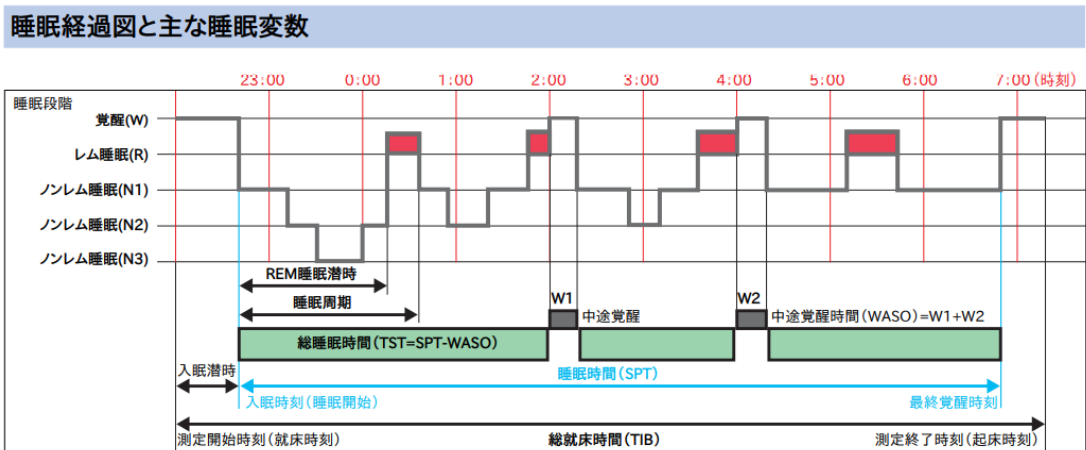 睡眠経過図と主な睡眠変数
23:00 0:00 1:00 2:00 3:00 4:00 5:00 6:00 7:00(時刻)
睡眠段階
覚醒(W)
レム睡眠(R)
ノンレム睡眠(N1)
ノンレム睡眠(N2)
ノンレム睡眠(N3)
REM睡眠潜時
睡眠周期
W1
W2
中途覚醒
中途覚醒時間(WASO)=W1+W2
総睡眠時間(TST=SPT-WASO)
入眠潜時
睡眠時間(SPT)
入眠時刻(睡眠開始)
最終覚醒時刻
測定開始時刻(就床時刻)
総就床時間(TIB)
測定終了時刻(起床時刻)